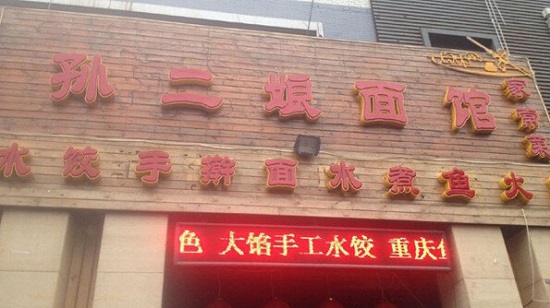 孙二娘面馆
家常菜
水饺手擀面水煮鱼火
色 大馅手工水饺 重庆鱼